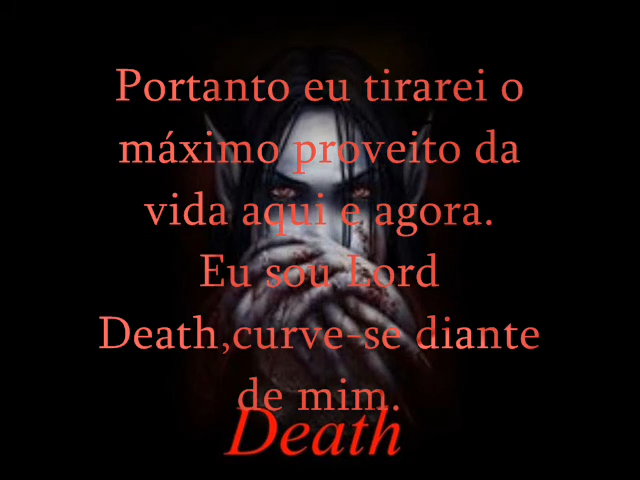 Portanto eu tirarei o
máximo proveito da
vida aqui e agora.
Eu sou Lord
Death,curve-se diante
de mim.
Death